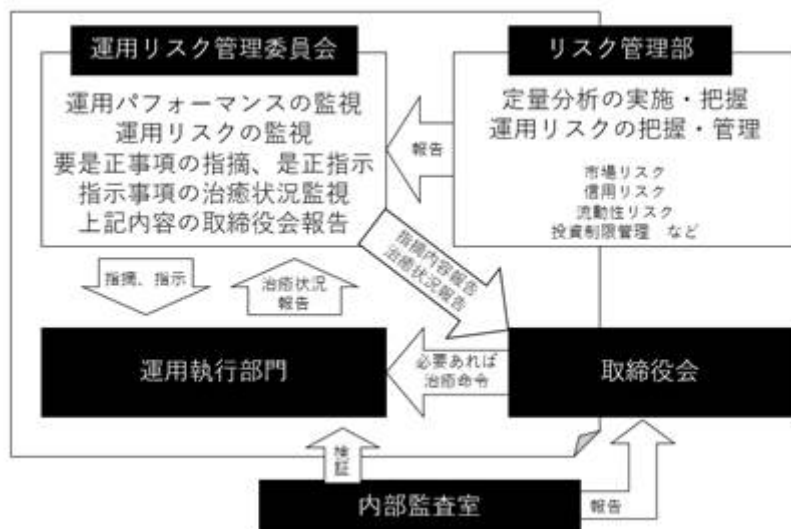 運用リスク管理委員会
運用パフォーマンスの監視
運用リスクの監視
要是正事項の指摘、是正指示
指示事項の治癒状況監視
上記内容の取締役会報告
報告
リスク管理部
定量分析の実施・把握
運用リスクの把握・管理
市場リスク
信用リスク
流動性リスク
投資制限管理 など
指摘、指示
治癒状況
報告
指摘内容報告
治癒状況報告
運用執行部門
必要あれば
治癒命令
取締役会
検証
内部監査室
報告